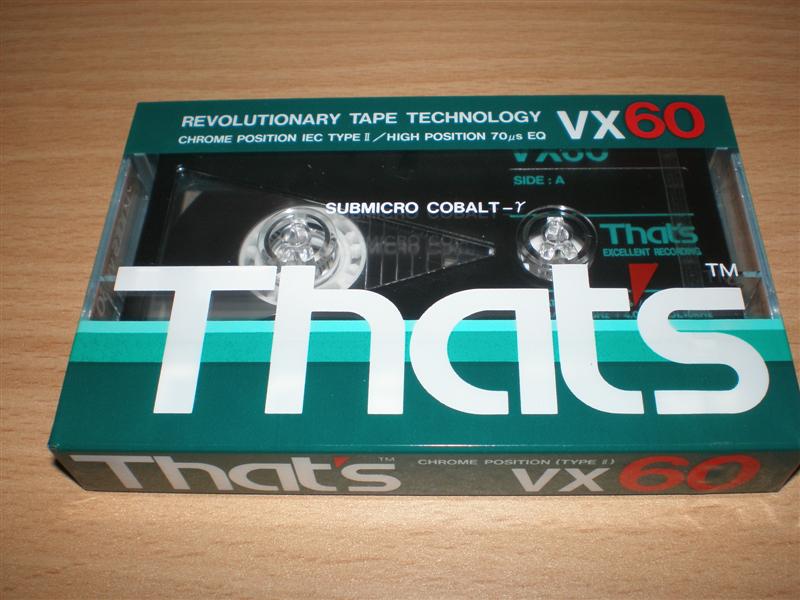 REVOLUTIONARY TAPE TECHNOLOGY VX60
CHROME POSITION IEC TYPE II/HIGH POSITION 70μs EQ
VX60
SIDE : A
SUBMICRO COBALT-γ
That's
EXCELLENT RECORDING
That's™
That's™ CHROME POSITION (TYPE II) VX60